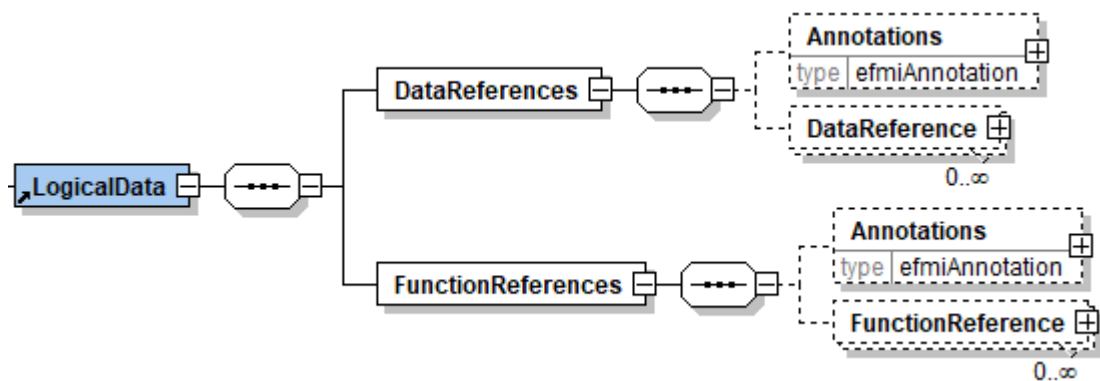 Annotations
type efmiAnnotation
DataReferences
DataReference
0..∞
LogicalData
Annotations
type efmiAnnotation
FunctionReferences
FunctionReference
0..∞